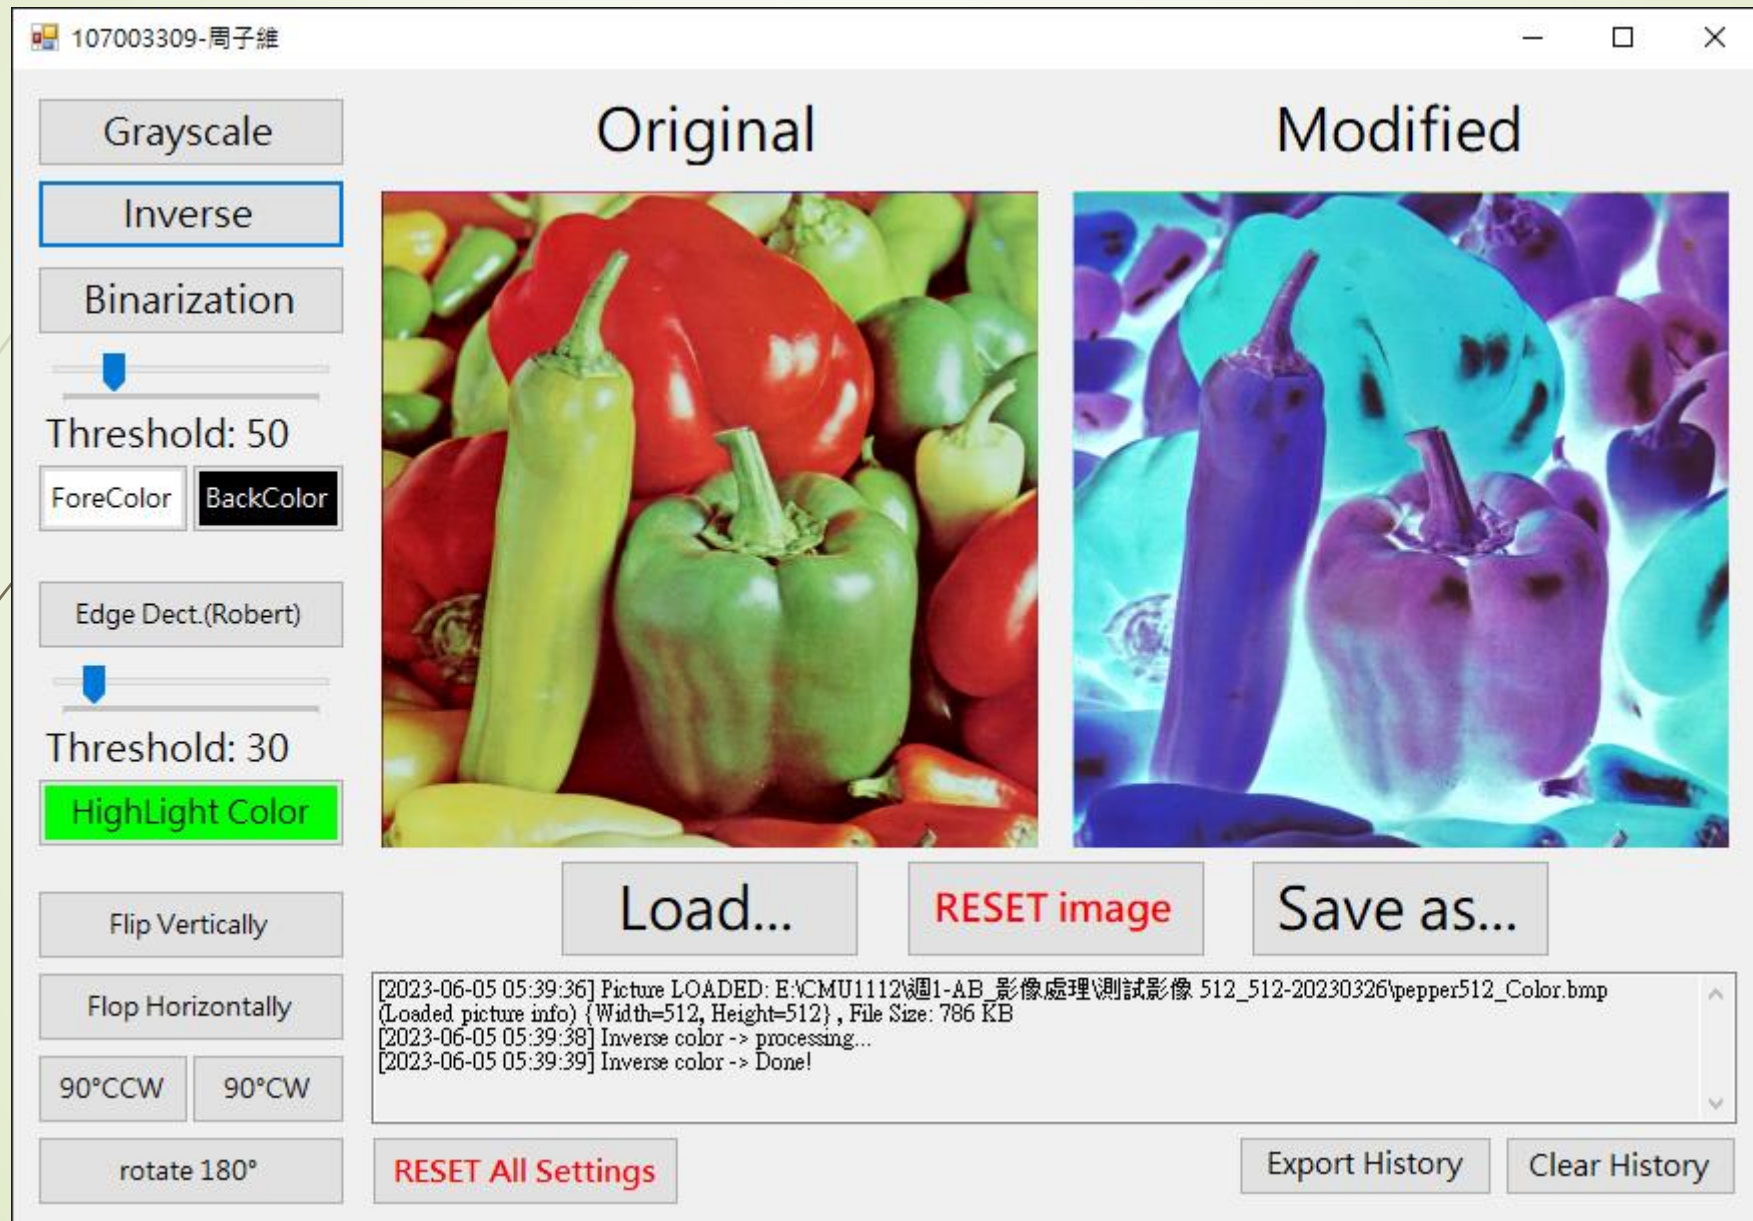 107003309-周子維
Grayscale
Inverse
Binarization
Threshold: 50
ForeColor BackColor
Edge Dect.(Robert)
Threshold: 30
HighLight Color
Flip Vertically
Flop Horizontally
90°CCW 90°CW
rotate 180°
Original
Modified
Load...
RESET image
Save as...
[2023-06-05 05:39:36] Picture LOADED: E:\CMU1112\週1-AB_影像處理\測試影像 512_512-20230326\pepper512_Color.bmp
(Loaded picture info) {Width=512, Height=512} , File Size: 786 KB
[2023-06-05 05:39:38] Inverse color -> processing...
[2023-06-05 05:39:39] Inverse color -> Done!
RESET All Settings
Export History
Clear History